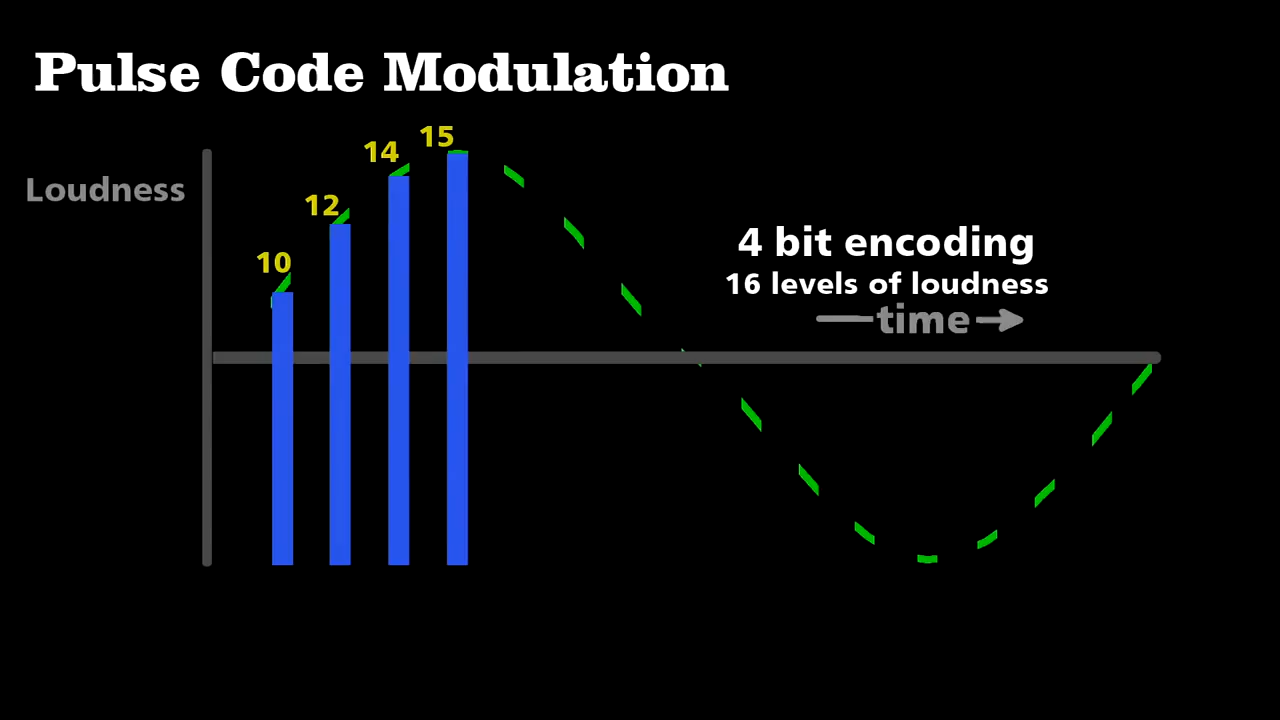 Pulse Code Modulation
15
14
Loudness
12
4 bit encoding
10
16 levels of loudness
time